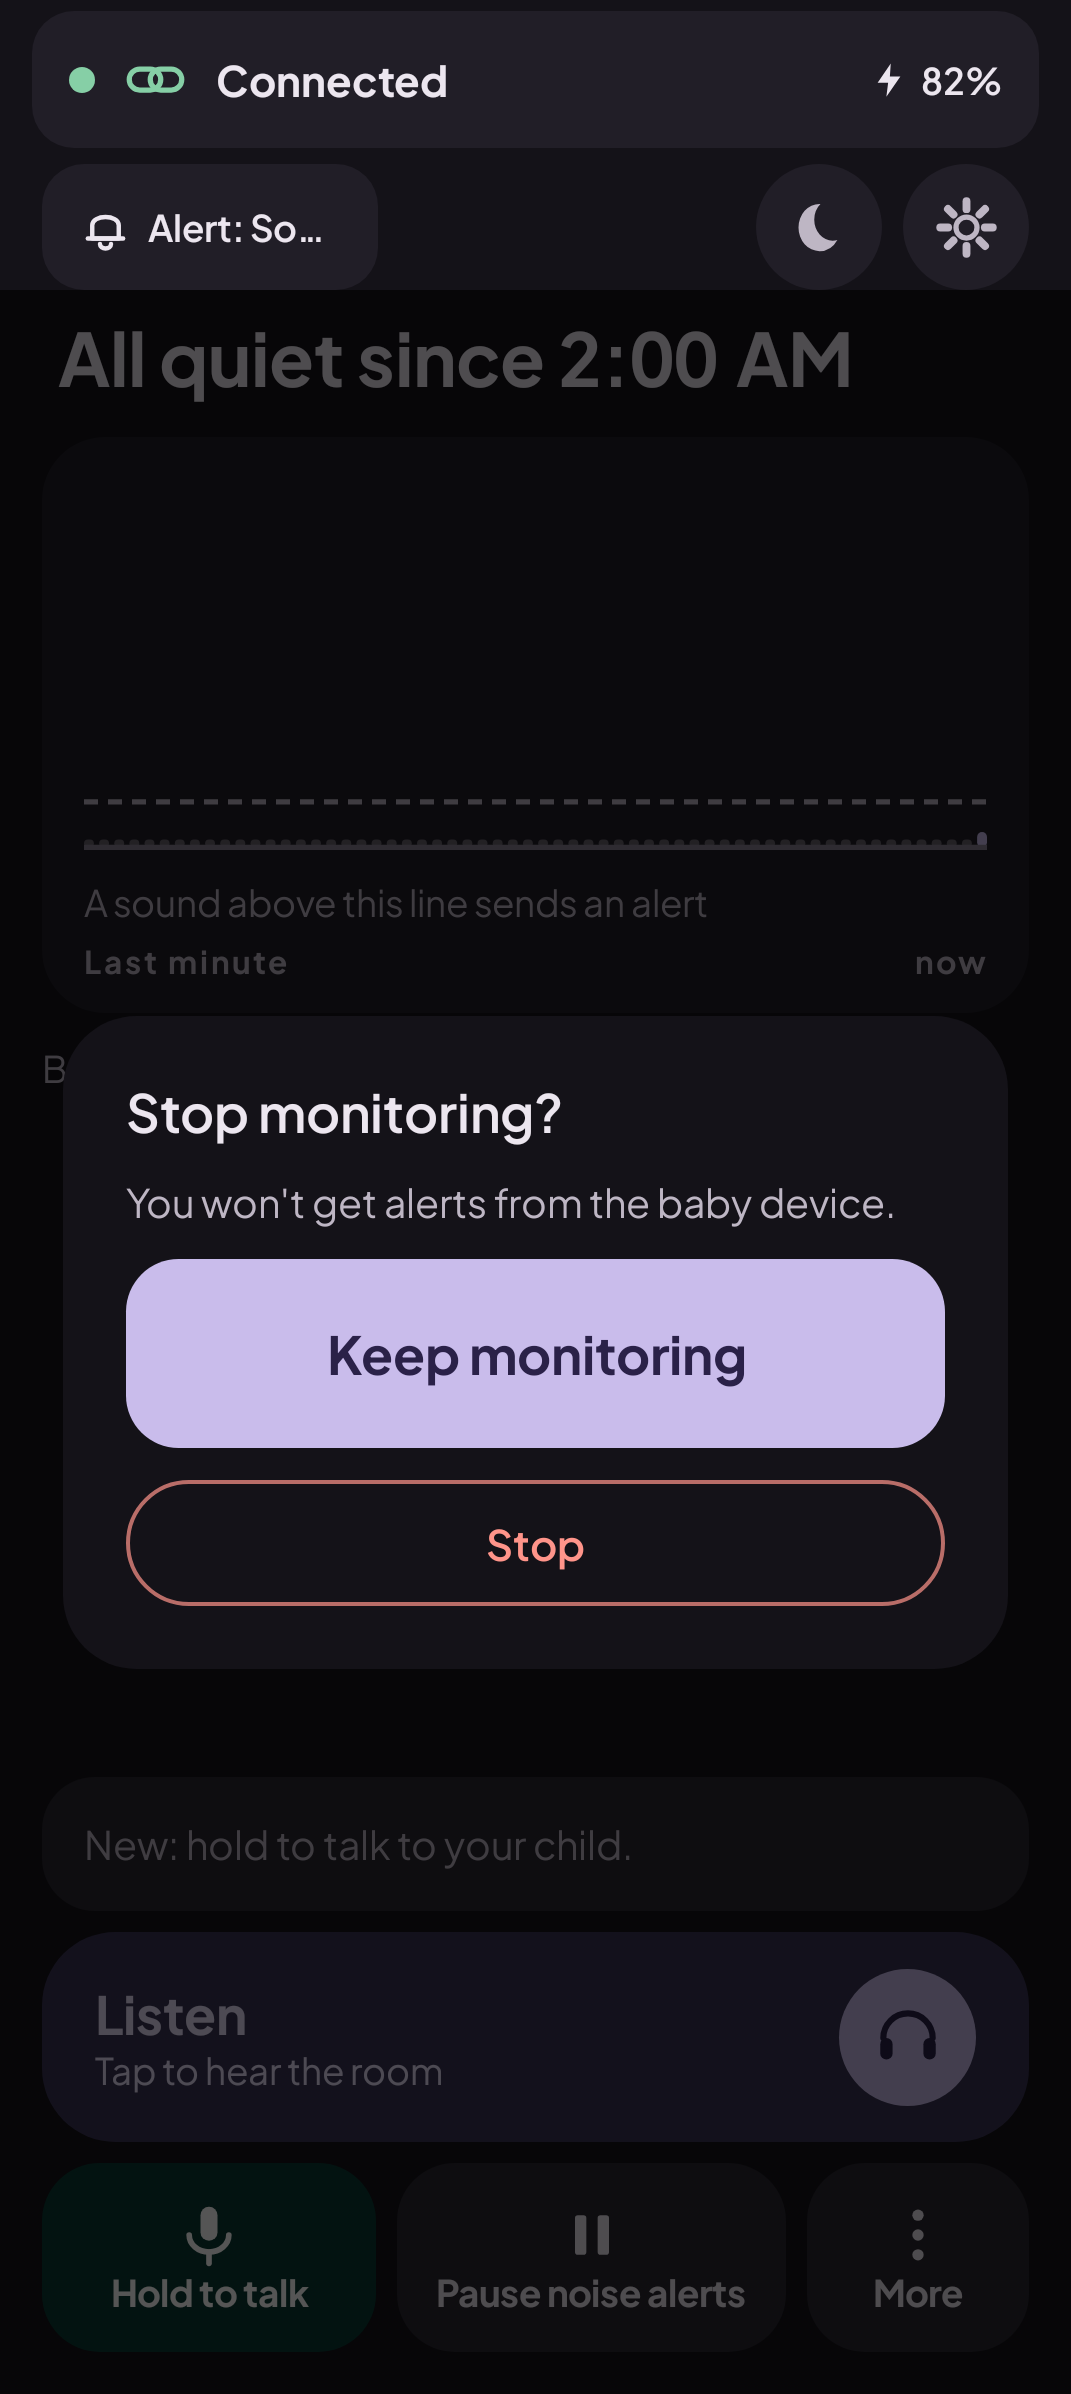 Connected
82%
Alert: So...
All quiet since 2:00 AM
A sound above this line sends an alert
Last minute
now
B
Stop monitoring?
You won't get alerts from the baby device.
Keep monitoring
Stop
New: hold to talk to your child.
Listen
Tap to hear the room
Hold to talk
Pause noise alerts
More